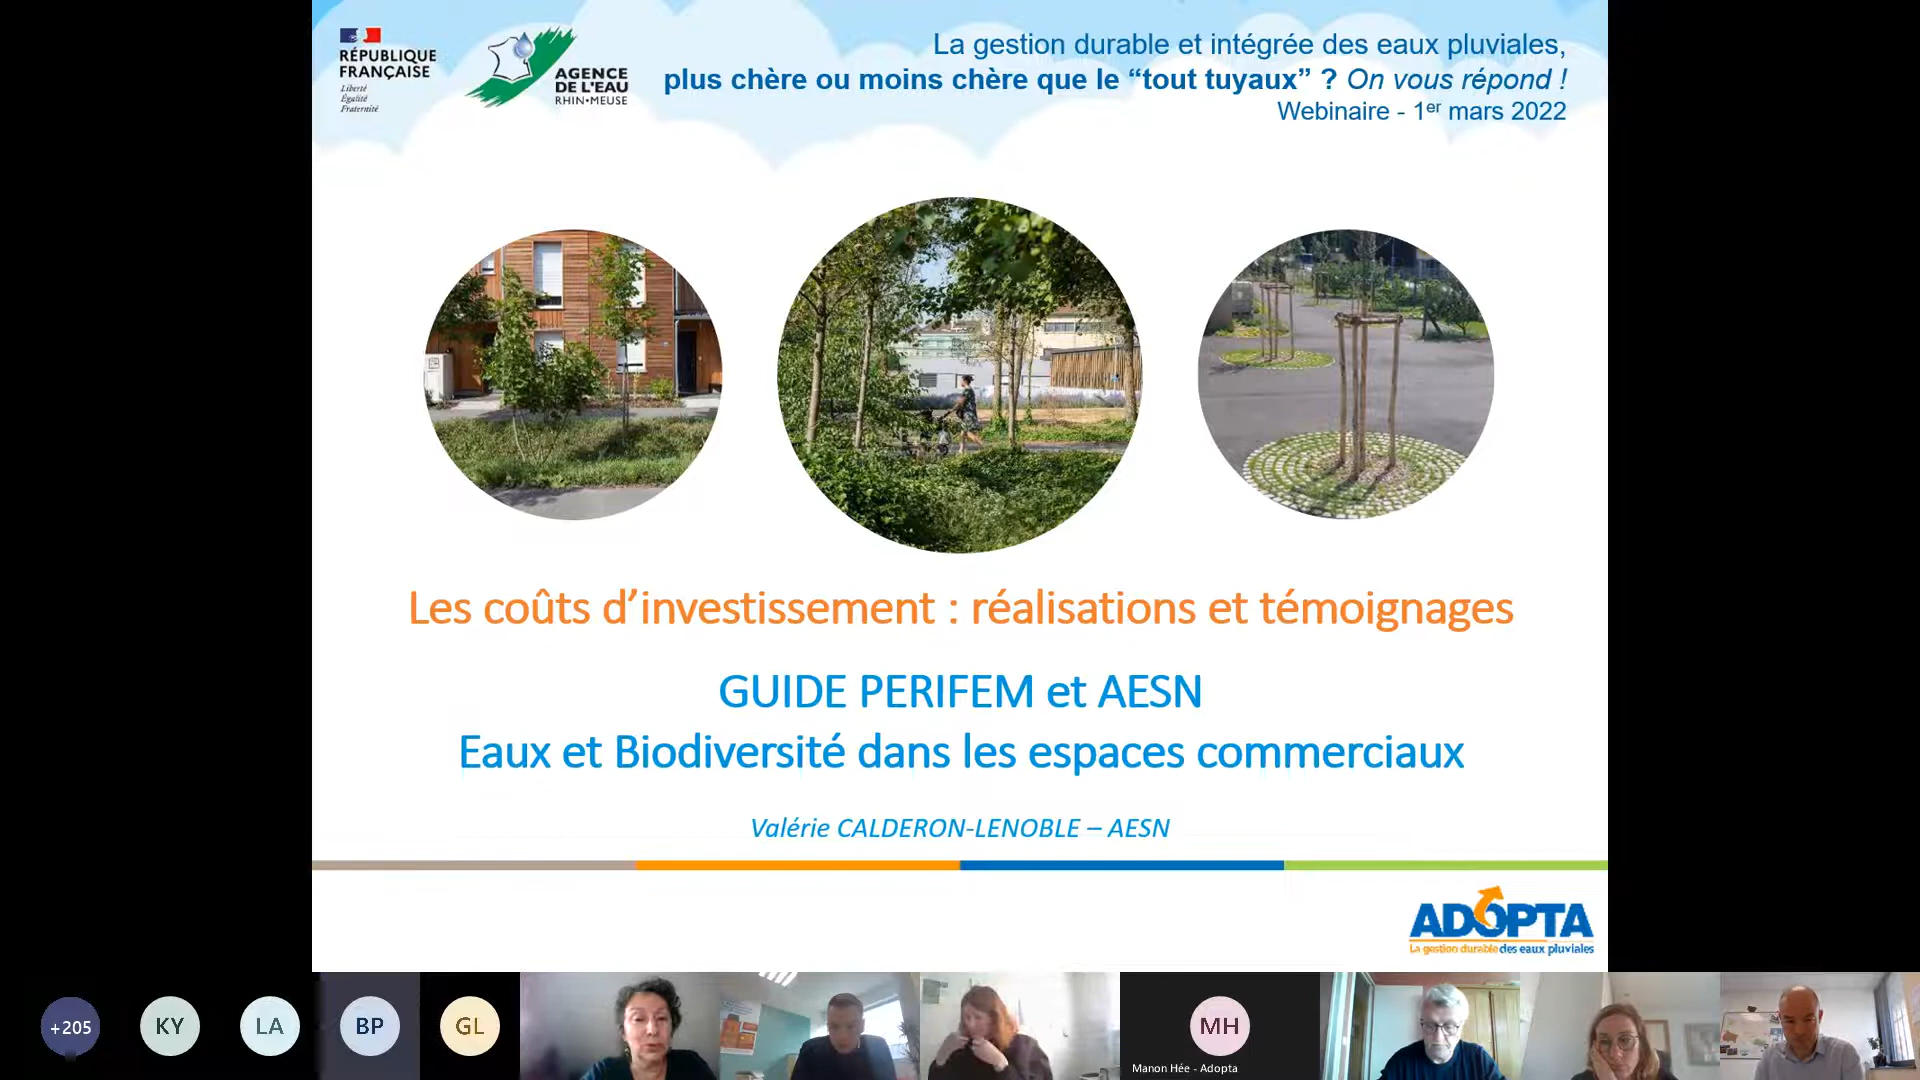 RÉPUBLIQUE
FRANÇAISE
Liberté
Égalité
Fraternité
AGENCE
DE L'EAU
RHIN•MEUSE
La gestion durable et intégrée des eaux pluviales,
plus chère ou moins chère que le “tout tuyaux” ? On vous répond !
Webinaire - 1er mars 2022
Les coûts d’investissement : réalisations et témoignages
GUIDE PERIFEM et AESN
Eaux et Biodiversité dans les espaces commerciaux
Valérie CALDERON-LENOBLE – AESN
ADOPTA
La gestion durable des eaux pluviales
+205
KY
LA
BP
GL
MH
Manon Hée - Adopta